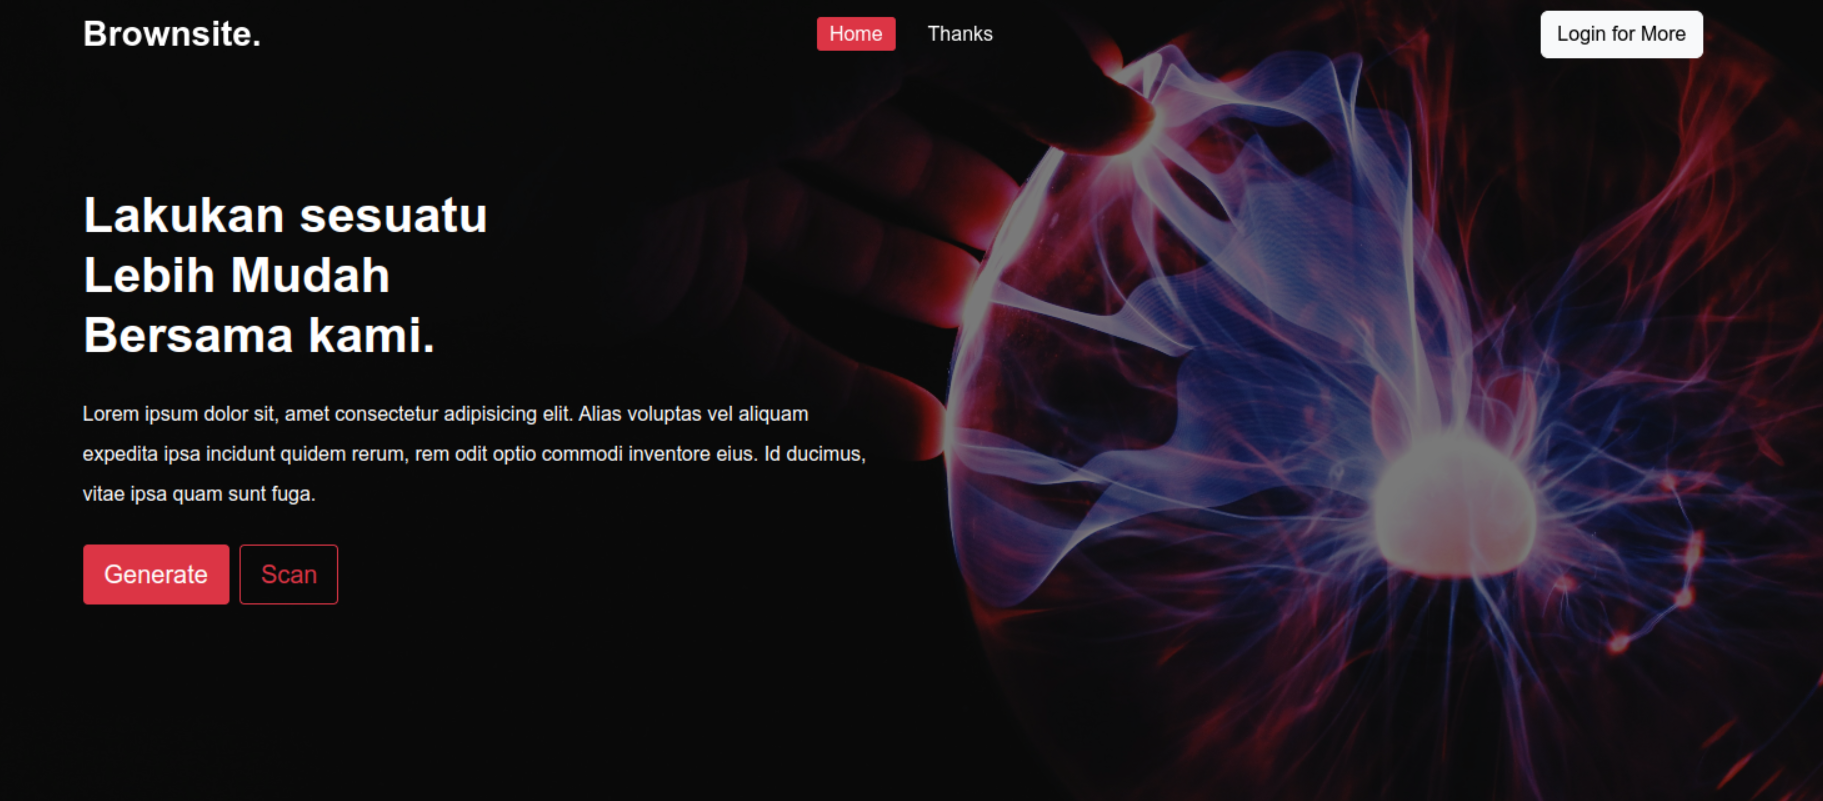 Brownsite.
Home
Thanks
Login for More
Lakukan sesuatu
Lebih Mudah
Bersama kami.
Lorem ipsum dolor sit, amet consectetur adipisicing elit. Alias voluptas vel aliquam
expedita ipsa incidunt quidem rerum, rem odit optio commodi inventore eius. Id ducimus,
vitae ipsa quam sunt fuga.
Generate
Scan